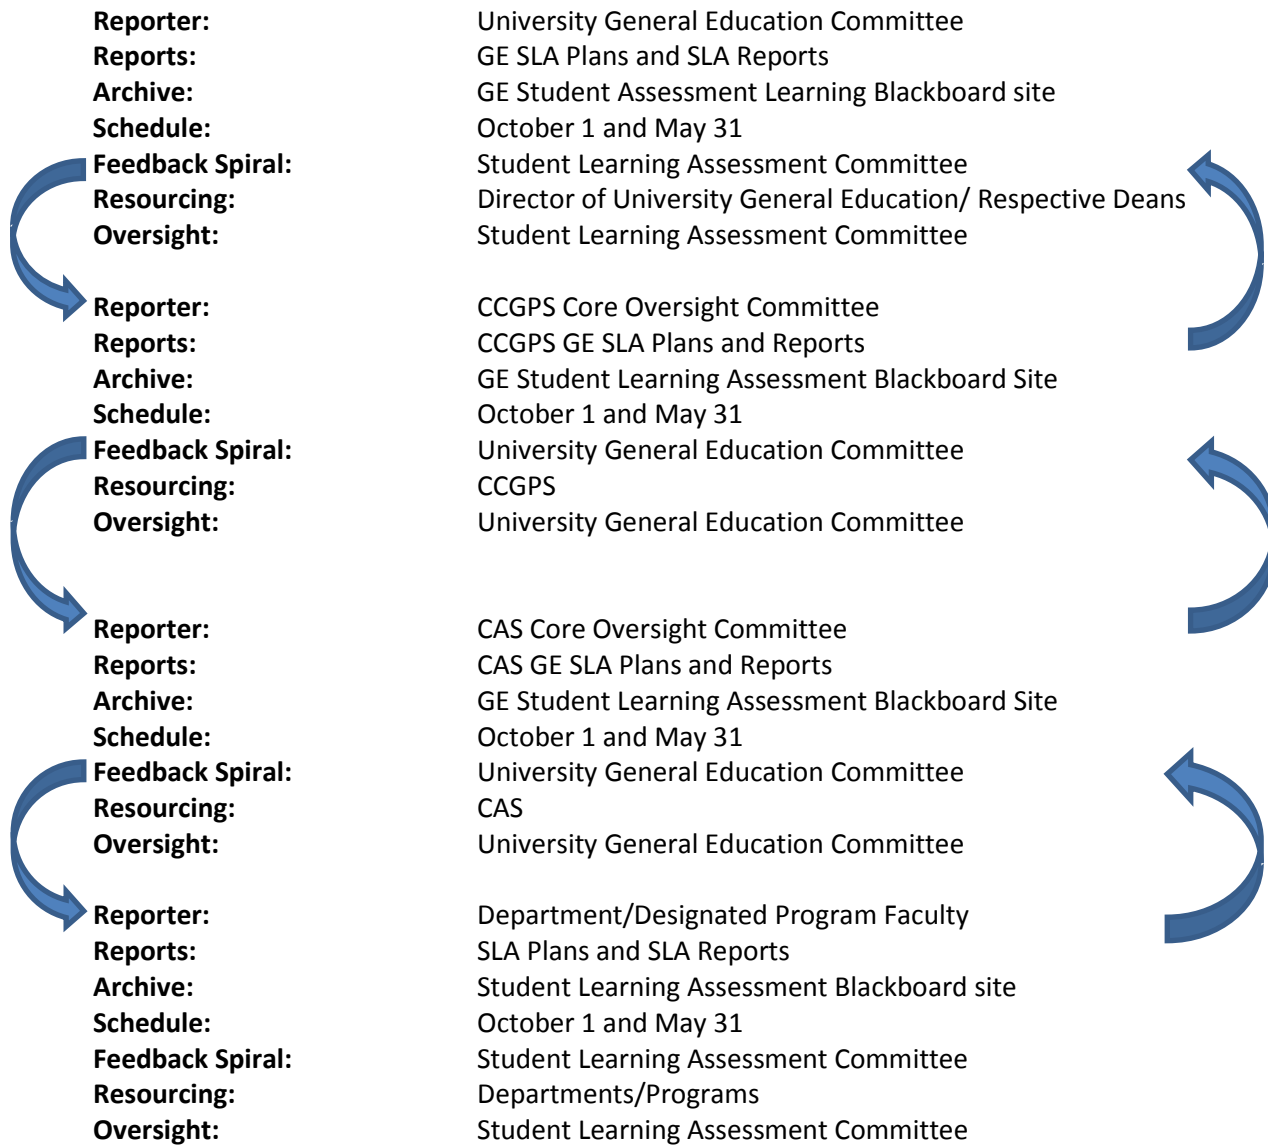 Reporter: University General Education Committee
Reports: GE SLA Plans and SLA Reports
Archive: GE Student Assessment Learning Blackboard site
Schedule: October 1 and May 31
Feedback Spiral: Student Learning Assessment Committee
Resourcing: Director of University General Education/ Respective Deans
Oversight: Student Learning Assessment Committee
Reporter: CCGPS Core Oversight Committee
Reports: CCGPS GE SLA Plans and Reports
Archive: GE Student Learning Assessment Blackboard Site
Schedule: October 1 and May 31
Feedback Spiral: University General Education Committee
Resourcing: CCGPS
Oversight: University General Education Committee
Reporter: CAS Core Oversight Committee
Reports: CAS GE SLA Plans and Reports
Archive: GE Student Learning Assessment Blackboard Site
Schedule: October 1 and May 31
Feedback Spiral: University General Education Committee
Resourcing: CAS
Oversight: University General Education Committee
Reporter: Department/Designated Program Faculty
Reports: SLA Plans and SLA Reports
Archive: Student Learning Assessment Blackboard site
Schedule: October 1 and May 31
Feedback Spiral: Student Learning Assessment Committee
Resourcing: Departments/Programs
Oversight: Student Learning Assessment Committee